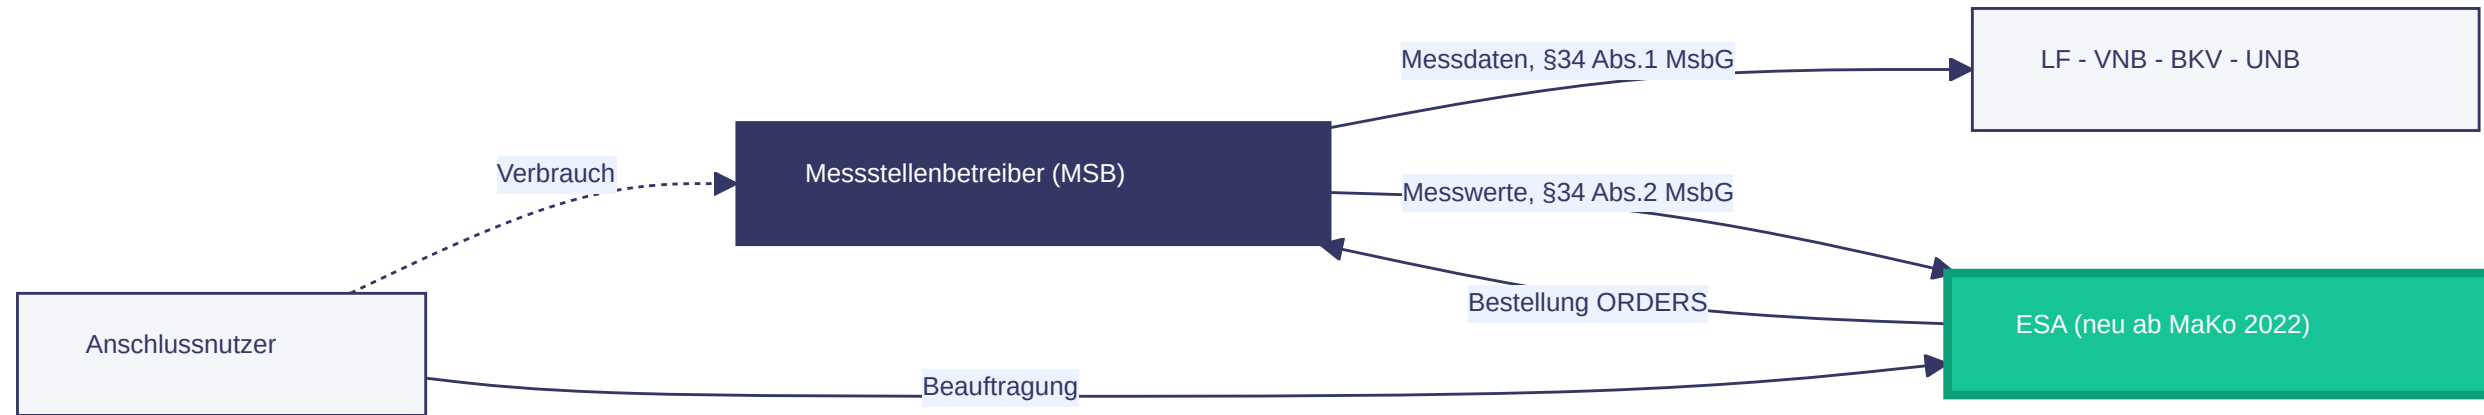 Messdaten, §34 Abs.1 MsbG
LF - VNB - BKV - UNB
Verbrauch
Messstellenbetreiber (MSB)
Messwerte, §34 Abs.2 MsbG
Bestellung ORDERS
ESA (neu ab MaKo 2022)
Anschlussnutzer
Beauftragung